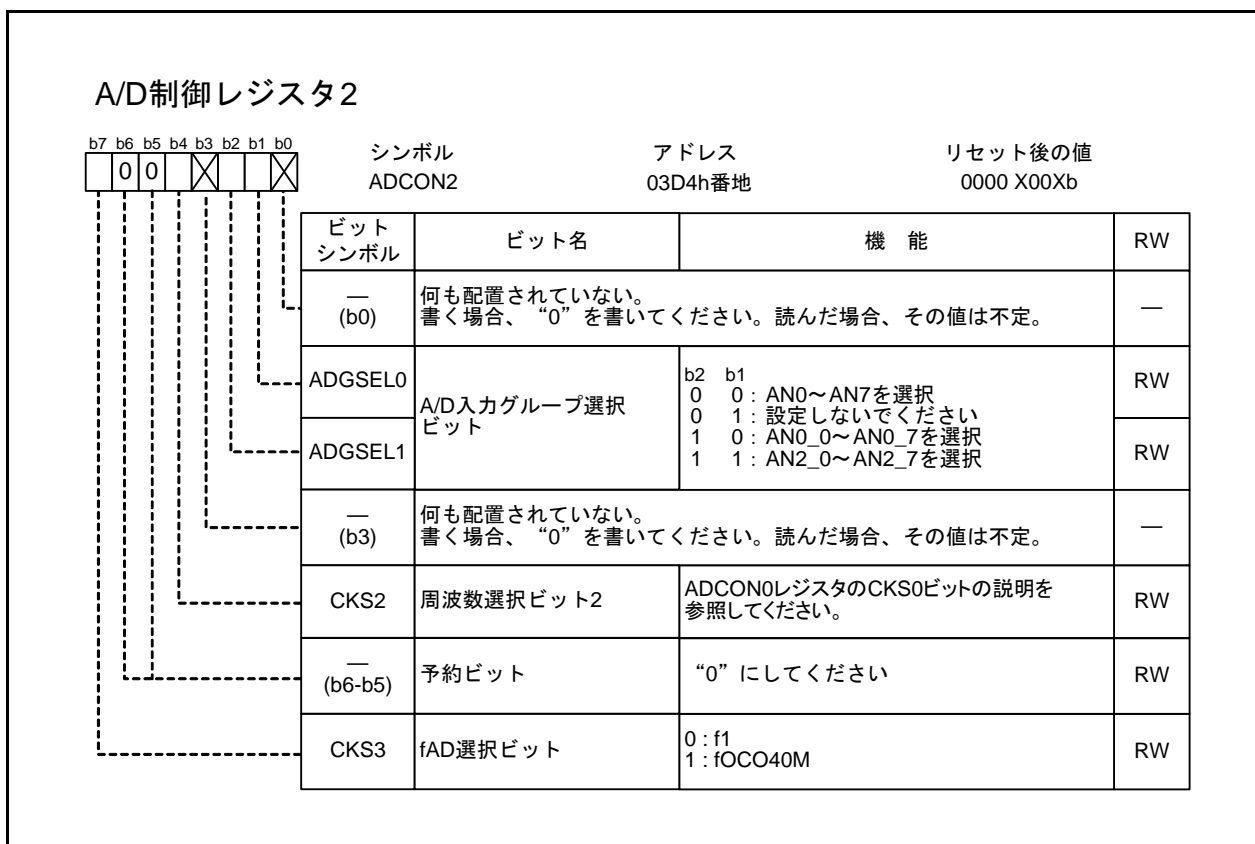 A/D制御レジスタ2
b7 b6 b5 b4 b3 b2 b1 b0
0 0
シンボル アドレス リセット後の値
ADCON2 03D4h番地 0000 X00Xb
ビット
シンボル ビット名 機 能 RW
—
(b0) 何も配置されていない。
書く場合、“0”を書いてください。読んだ場合、その値は不定。 —
ADGSEL0 A/D入力グループ選択
ビット b2 b1
0 0 : AN0~AN7を選択
0 1 : 設定しないでください
1 0 : AN0_0~AN0_7を選択
1 1 : AN2_0~AN2_7を選択 RW
ADGSEL1 RW
—
(b3) 何も配置されていない。
書く場合、“0”を書いてください。読んだ場合、その値は不定。 —
CKS2 周波数選択ビット2 ADCON0レジスタのCKS0ビットの説明を
参照してください。 RW
—
(b6-b5) 予約ビット “0”にしてください RW
CKS3 fAD選択ビット 0 : f1
1 : fOCO40M RW